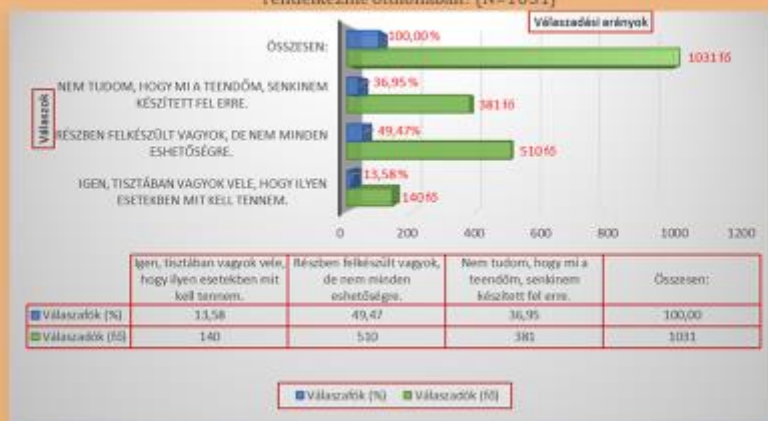 rendelkeznie otthonában? (N=1031)
Válaszadási arányok
Válaszok
ÖSSZESEN:
100,00%
1031 fő
NEM TUDOM, HOGY MI A TEENDŐM, SENKINEM
KÉSZÍTETT FEL ERRE.
36,95%
381 fő
RÉSZBEN FELKÉSZÜLT VAGYOK, DE NEM MINDEN
ESHETŐSÉGRE.
49,47%
510 fő
IGEN, TISZTÁBAN VAGYOK VELE, HOGY ILYEN
ESETEKBEN MIT KELL TENNEM.
13,58%
140 fő
0 200 400 600 800 1000 1200
Igen, tisztában vagyok vele, Részben felkészült vagyok, Nem tudom, hogy mi a
hogy ilyen esetekben mit de nem minden teendőm, senkinem Összesen:
kell tennem. eshetőségre. készített fel erre.
Válaszafók (%) 13,58 49,47 36,95 100,00
Válaszadók (fő) 140 510 381 1031
Válaszafók (%) Válaszadók (fő)